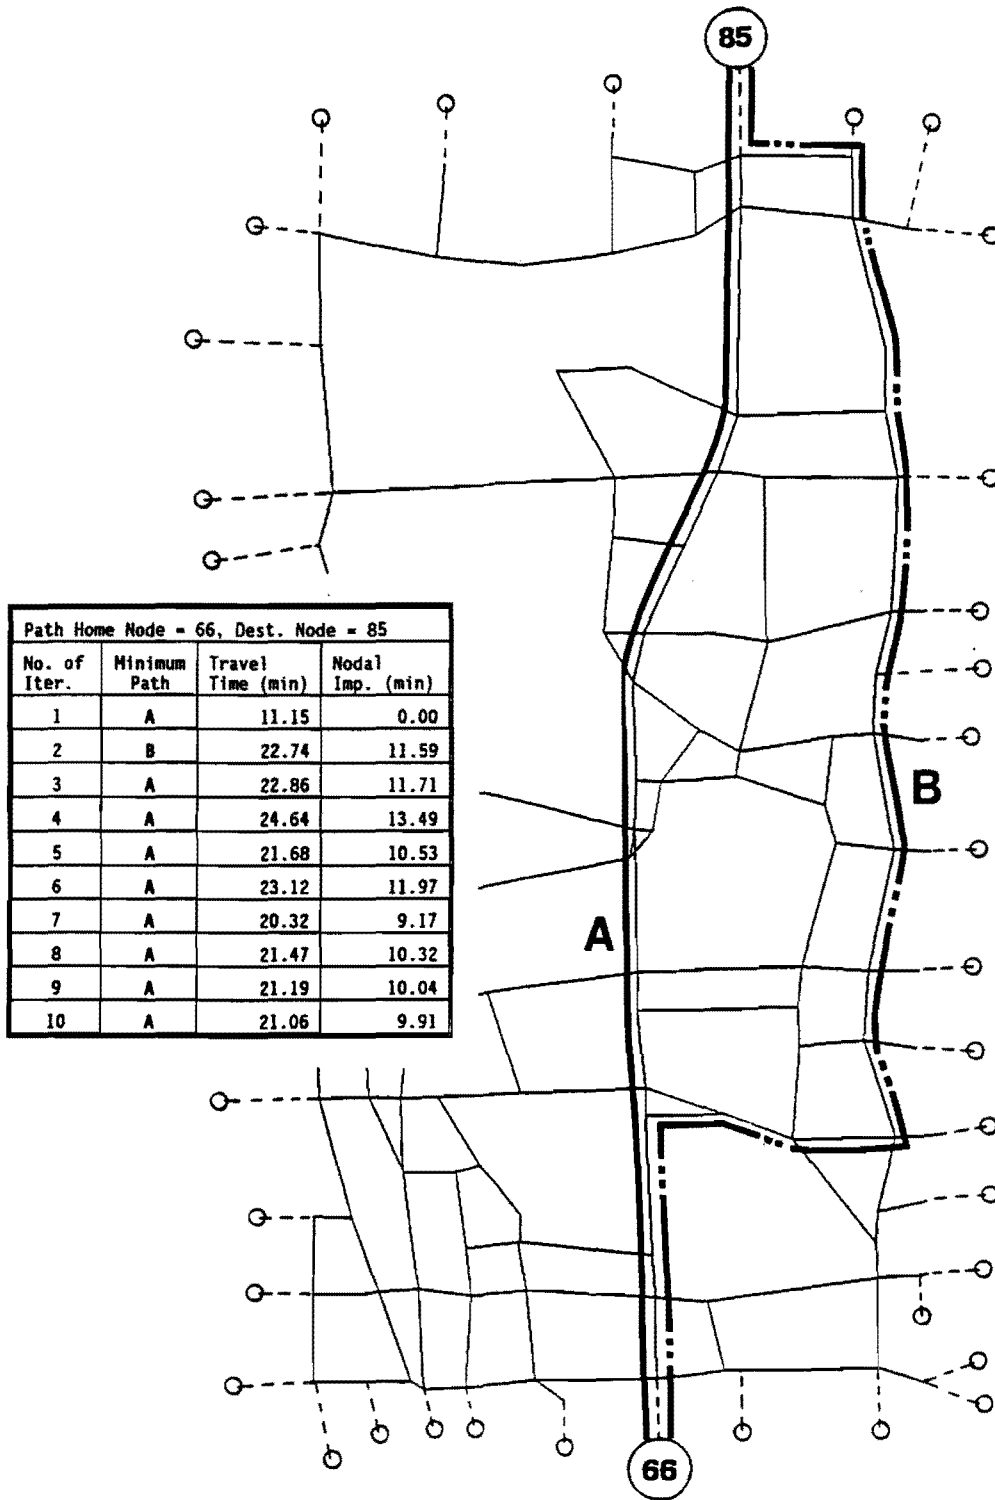 85
Path Home Node = 66, Dest. Node = 85
No. of Iter. Minimum Path Travel Time (min) Nodal Imp. (min)
1 A 11.15 0.00
2 B 22.74 11.59
3 A 22.86 11.71
4 A 24.64 13.49
5 A 21.68 10.53
6 A 23.12 11.97
7 A 20.32 9.17
8 A 21.47 10.32
9 A 21.19 10.04
10 A 21.06 9.91
B
A
66